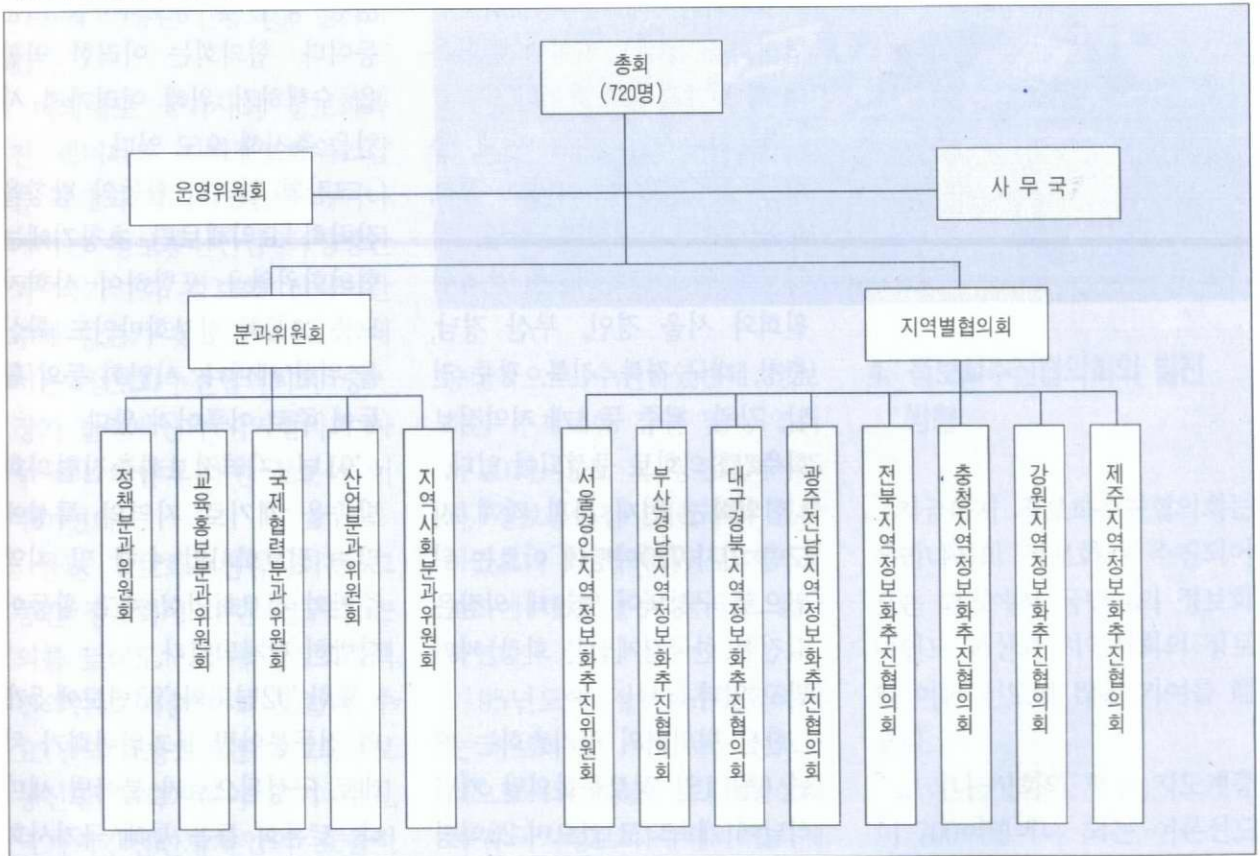 총회
(720명)
운영위원회
사 무 국
분과위원회
지역별협의회
정책분과위원회
교육홍보분과위원회
국제협력분과위원회
산업분과위원회
지역사회분과위원회
서울경인지역정보화추진위원회
부산경남지역정보화추진협의회
대구경북지역정보화추진협의회
광주전남지역정보화추진협의회
전북지역정보화추진협의회
충청지역정보화추진협의회
강원지역정보화추진협의회
제주지역정보화추진협의회